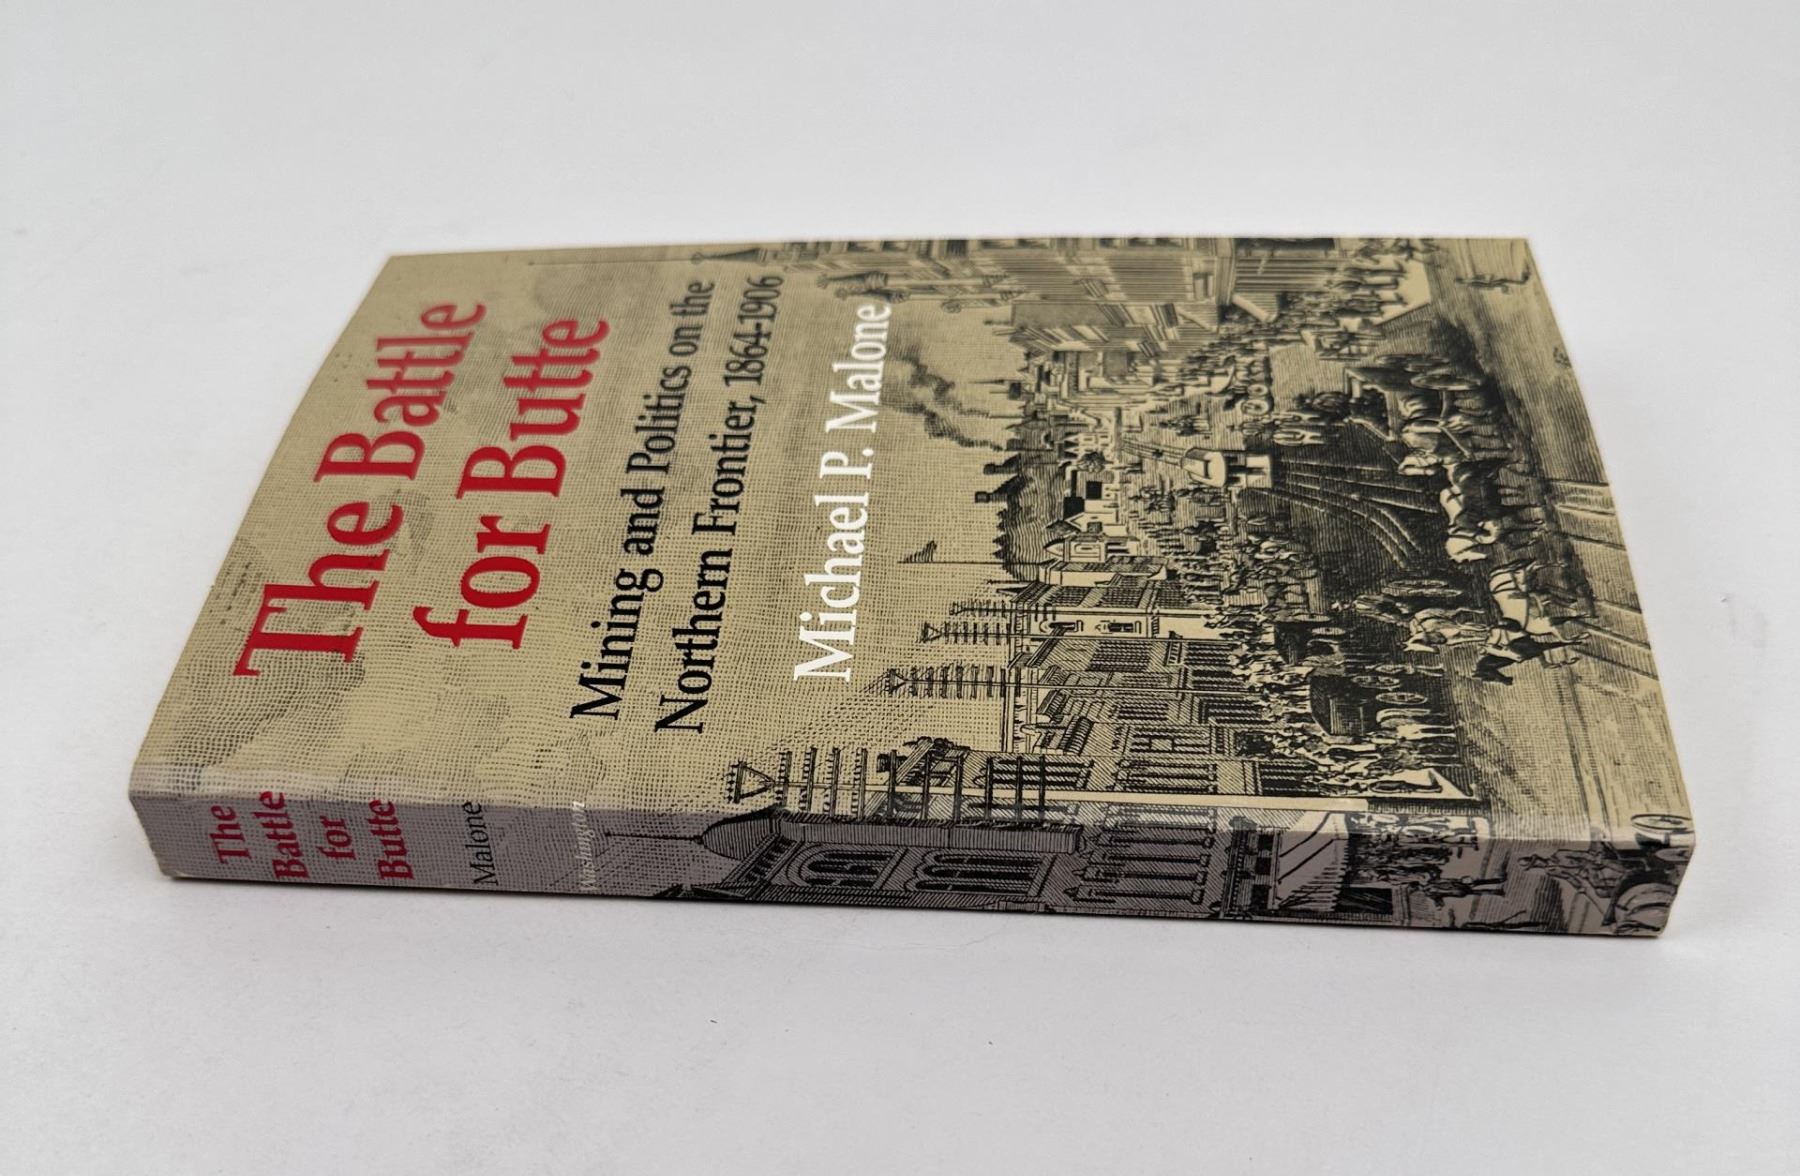 The Battle
for Butte
Mining and Politics on the
Northern Frontier, 1864-1906
Michael P. Malone
The
Battle
for
Butte
Malone
Washington